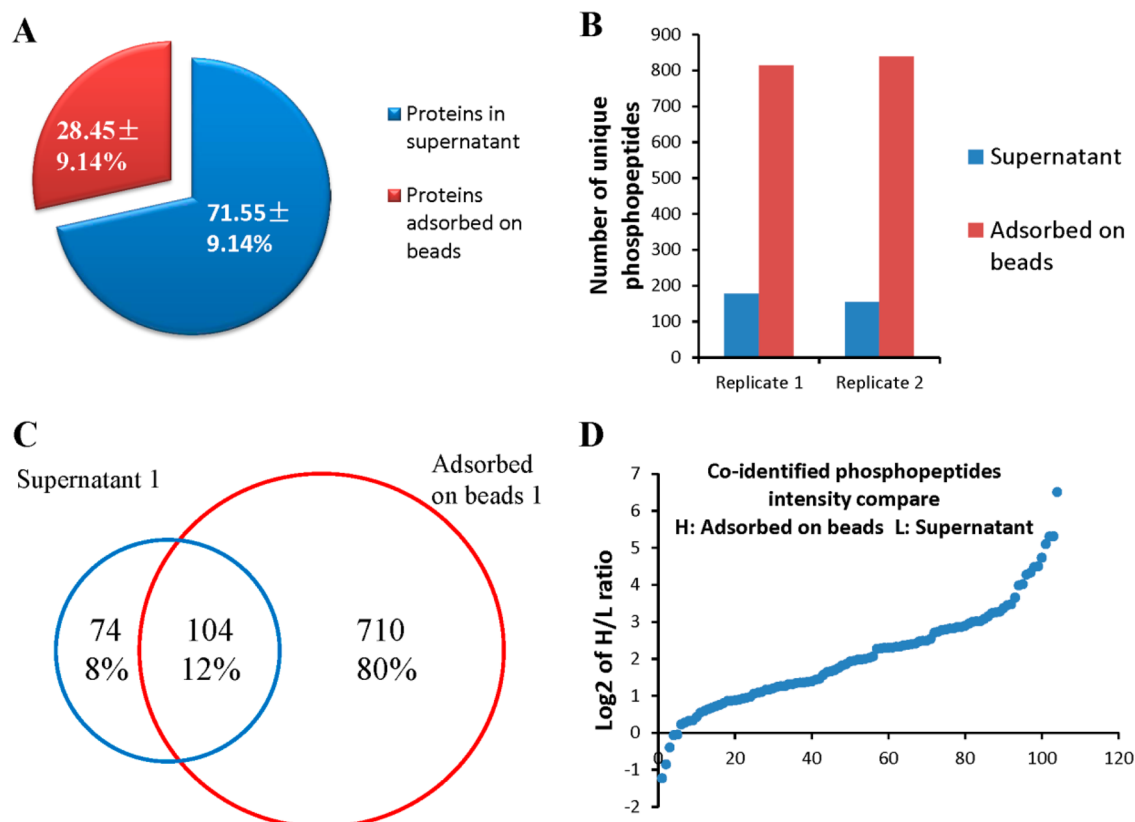 A
28.45±
9.14%
71.55±
9.14%
Proteins in
supernatant
Proteins
adsorbed on
beads
B
Number of unique
phosphopeptides
900
800
700
600
500
400
300
200
100
0
Replicate 1
Replicate 2
Supernatant
Adsorbed on
beads
C
Supernatant 1
Adsorbed
on beads 1
74
8%
104
12%
710
80%
D
Co-identified phosphopeptides
intensity compare
H: Adsorbed on beads L: Supernatant
Log2 of H/L ratio
7
6
5
4
3
2
1
0
-1
-2
0
20
40
60
80
100
120